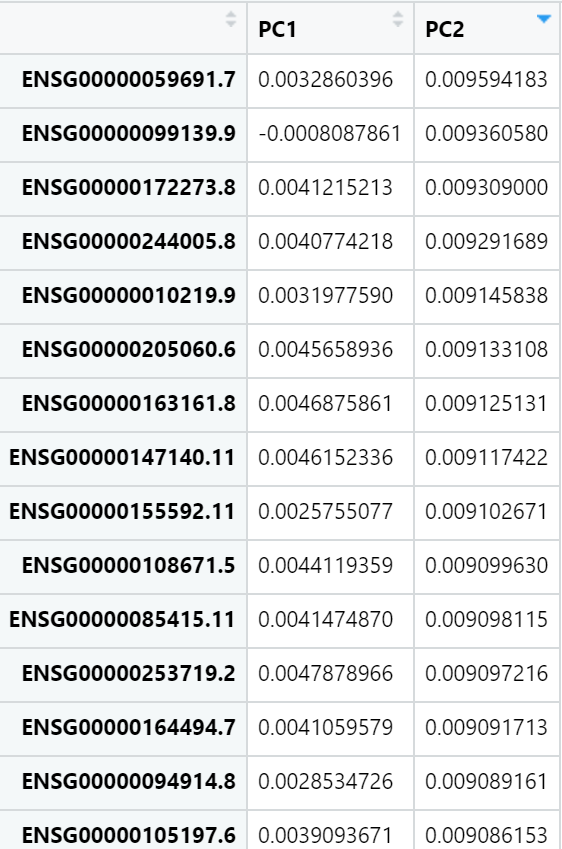 PC1 PC2
ENSG00000059691.7 0.0032860396 0.009594183
ENSG00000099139.9 -0.0008087861 0.009360580
ENSG00000172273.8 0.0041215213 0.009309000
ENSG00000244005.8 0.0040774218 0.009291689
ENSG00000010219.9 0.0031977590 0.009145838
ENSG00000205060.6 0.0045658936 0.009133108
ENSG00000163161.8 0.0046875861 0.009125131
ENSG00000147140.11 0.0046152336 0.009117422
ENSG00000155592.11 0.0025755077 0.009102671
ENSG00000108671.5 0.0044119359 0.009099630
ENSG00000085415.11 0.0041474870 0.009098115
ENSG00000253719.2 0.0047878966 0.009097216
ENSG00000164494.7 0.0041059579 0.009091713
ENSG00000094914.8 0.0028534726 0.009089161
ENSG00000105197.6 0.0039093671 0.009086153